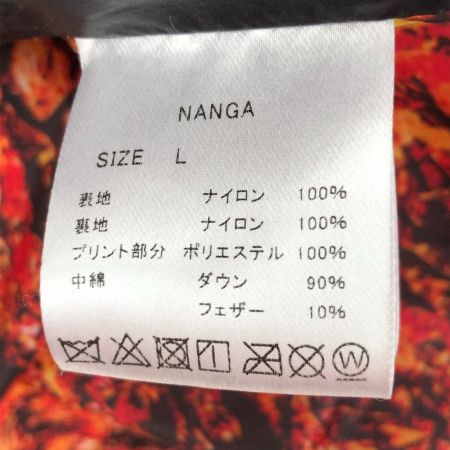 NANGA
SIZE L
表地 ナイロン 100%
裏地 ナイロン 100%
プリント部分 ポリエステル 100%
中綿 ダウン 90%
フェザー 10%
W